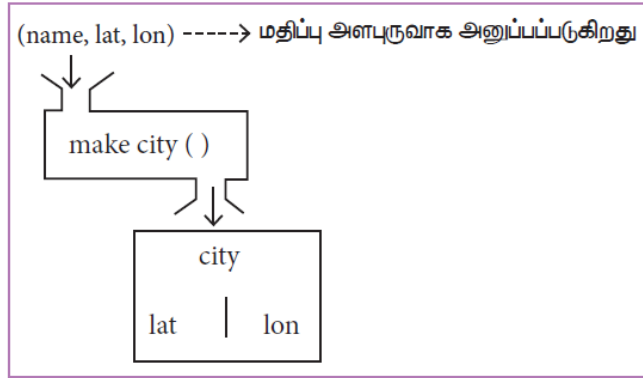 (name, lat, lon) -----> மதிப்பு அளபுருவாக அனுப்பப்படுகிறது
make city ( )
city
lat | lon